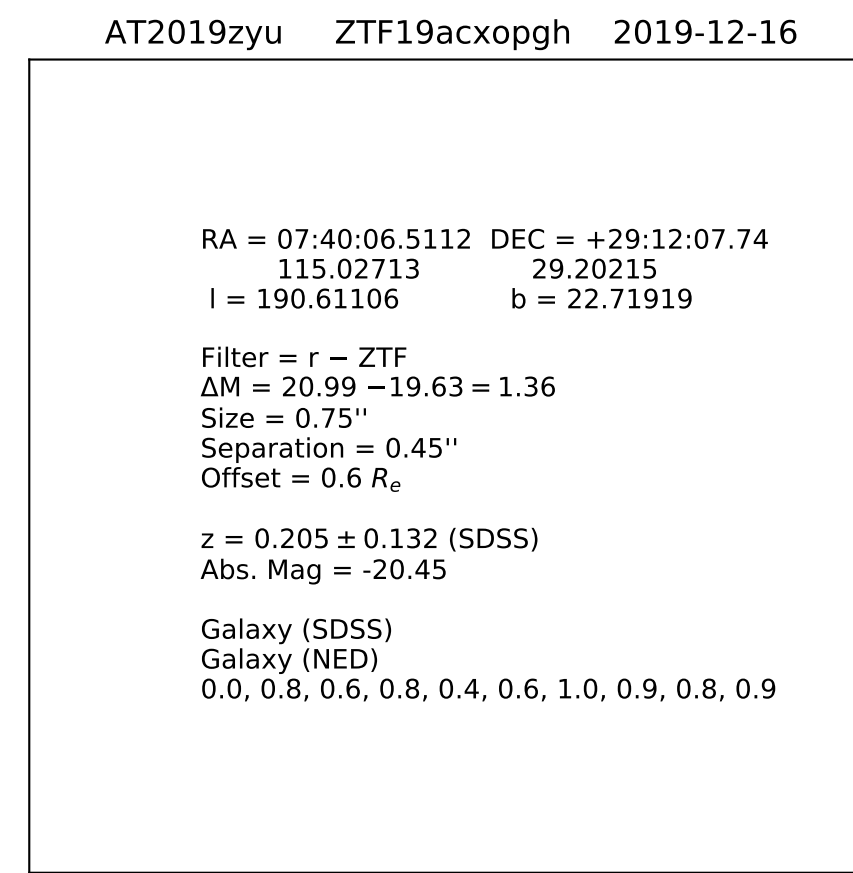 AT2019zyu ZTF19acxopgh 2019-12-16
RA = 07:40:06.5112 DEC = +29:12:07.74
115.02713 29.20215
l = 190.61106 b = 22.71919
Filter = r − ZTF
ΔM = 20.99 −19.63 = 1.36
Size = 0.75''
Separation = 0.45''
Offset = 0.6 Re
z = 0.205 ± 0.132 (SDSS)
Abs. Mag = -20.45
Galaxy (SDSS)
Galaxy (NED)
0.0, 0.8, 0.6, 0.8, 0.4, 0.6, 1.0, 0.9, 0.8, 0.9